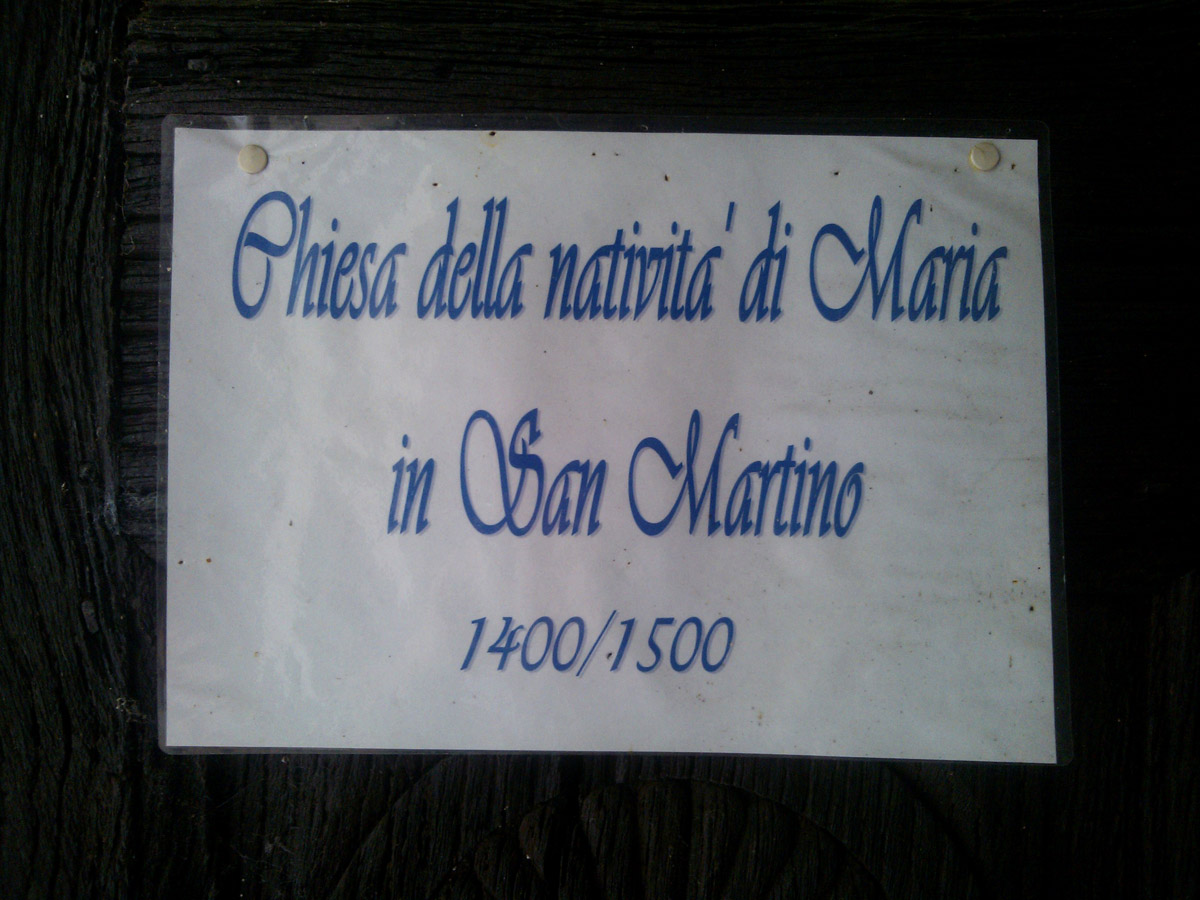 Chiesa della nativita' di Maria
in San Martino
1400/1500